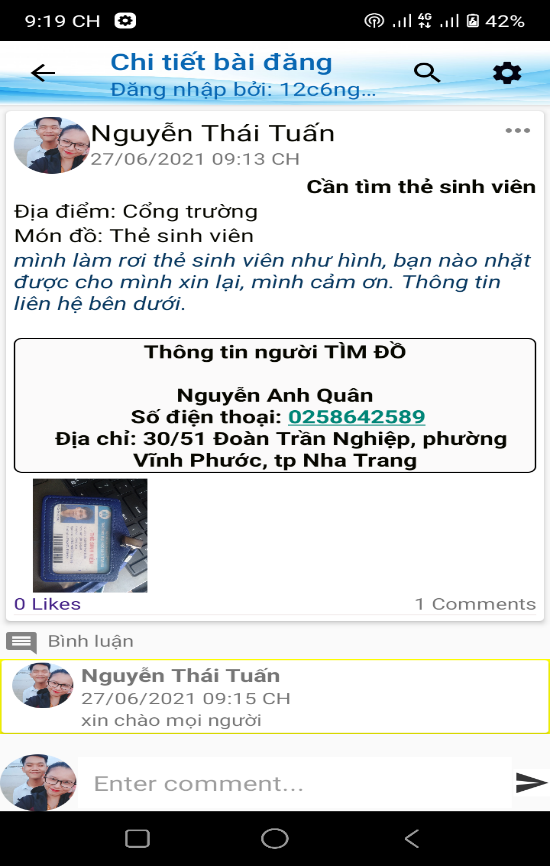 9:19 CH
4G
42%
Chi tiết bài đăng
Đăng nhập bởi: 12c6ng...
Nguyễn Thái Tuấn
27/06/2021 09:13 CH
Cần tìm thẻ sinh viên
Địa điểm: Cổng trường
Món đồ: Thẻ sinh viên
mình làm rơi thẻ sinh viên như hình, bạn nào nhặt
được cho mình xin lại, mình cảm ơn. Thông tin
liên hệ bên dưới.
Thông tin người TÌM ĐỒ
Nguyễn Anh Quân
Số điện thoại: 0258642589
Địa chỉ: 30/51 Đoàn Trần Nghiệp, phường
Vĩnh Phước, tp Nha Trang
THẺ SINH VIÊN
0 Likes
1 Comments
Bình luận
Nguyễn Thái Tuấn
27/06/2021 09:15 CH
xin chào mọi người
Enter comment...